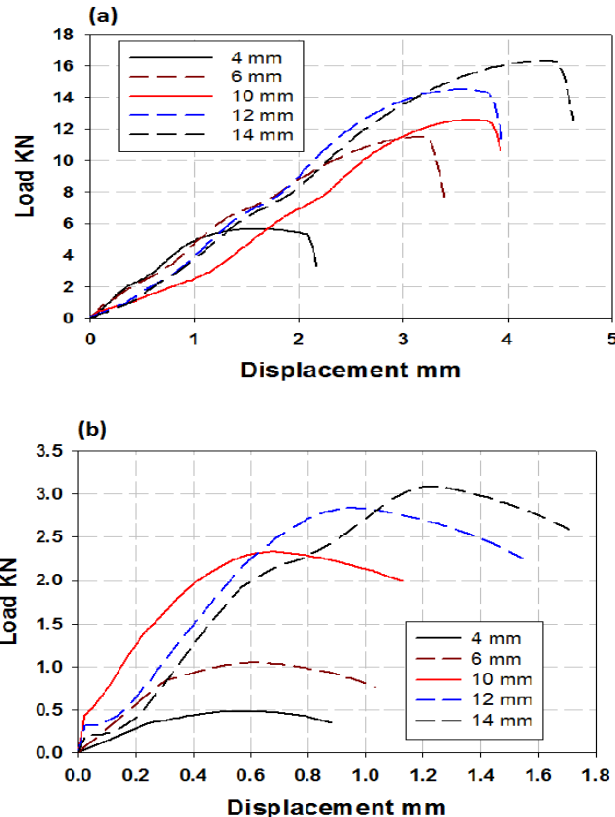 (a)
18
16
14
12
10
8
6
4
2
0
Load KN
4 mm
6 mm
10 mm
12 mm
14 mm
0 1 2 3 4 5
Displacement mm
(b)
3.5
3.0
2.5
2.0
1.5
1.0
0.5
0.0
Load KN
4 mm
6 mm
10 mm
12 mm
14 mm
0.0 0.2 0.4 0.6 0.8 1.0 1.2 1.4 1.6 1.8
Displacement mm